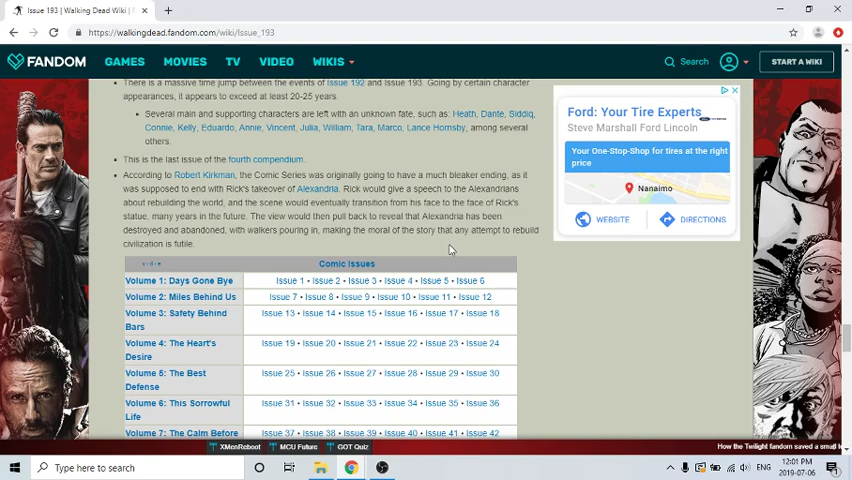 Issue 193 | Walking Dead Wiki | F
https://walkingdead.fandom.com/wiki/Issue_193
FANDOM GAMES MOVIES TV VIDEO WIKIS Search START A WIKI
There is a massive time jump between the events of Issue 192 and Issue 193. Going by certain character
appearances, it appears to exceed at least 20-25 years.
Several main and supporting characters are left with an unknown fate, such as: Heath, Dante, Siddiq,
Connie, Kelly, Eduardo, Annie, Vincent, Julia, William, Tara, Marco, Lance Hornsby, among several
others.
This is the last issue of the fourth compendium.
According to Robert Kirkman, the Comic Series was originally going to have a much bleaker ending, as it
was supposed to end with Rick's takeover of Alexandria. Rick would give a speech to the Alexandrians
about rebuilding the world, and the scene would eventually transition from his face to the face of Rick's
statue, many years in the future. The view would then pull back to reveal that Alexandria has been
destroyed and abandoned, with walkers pouring in, making the moral of the story that any attempt to rebuild
civilization is futile.
Ford: Your Tire Experts
Steve Marshall Ford Lincoln
Your One-Stop-Shop for tires at the right
price
Nanaimo
WEBSITE DIRECTIONS
v · d · e Comic Issues
Volume 1: Days Gone Bye Issue 1 • Issue 2 • Issue 3 • Issue 4 • Issue 5 • Issue 6
Volume 2: Miles Behind Us Issue 7 • Issue 8 • Issue 9 • Issue 10 • Issue 11 • Issue 12
Volume 3: Safety Behind
Bars Issue 13 • Issue 14 • Issue 15 • Issue 16 • Issue 17 • Issue 18
Volume 4: The Heart's
Desire Issue 19 • Issue 20 • Issue 21 • Issue 22 • Issue 23 • Issue 24
Volume 5: The Best
Defense Issue 25 • Issue 26 • Issue 27 • Issue 28 • Issue 29 • Issue 30
Volume 6: This Sorrowful
Life Issue 31 • Issue 32 • Issue 33 • Issue 34 • Issue 35 • Issue 36
Volume 7: The Calm Before Issue 37 • Issue 38 • Issue 39 • Issue 40 • Issue 41 • Issue 42
XMenReboot MCU Future GOT Quiz How the Twilight fandom saved a small t
Type here to search
ENG
12:01 PM
2019-07-06